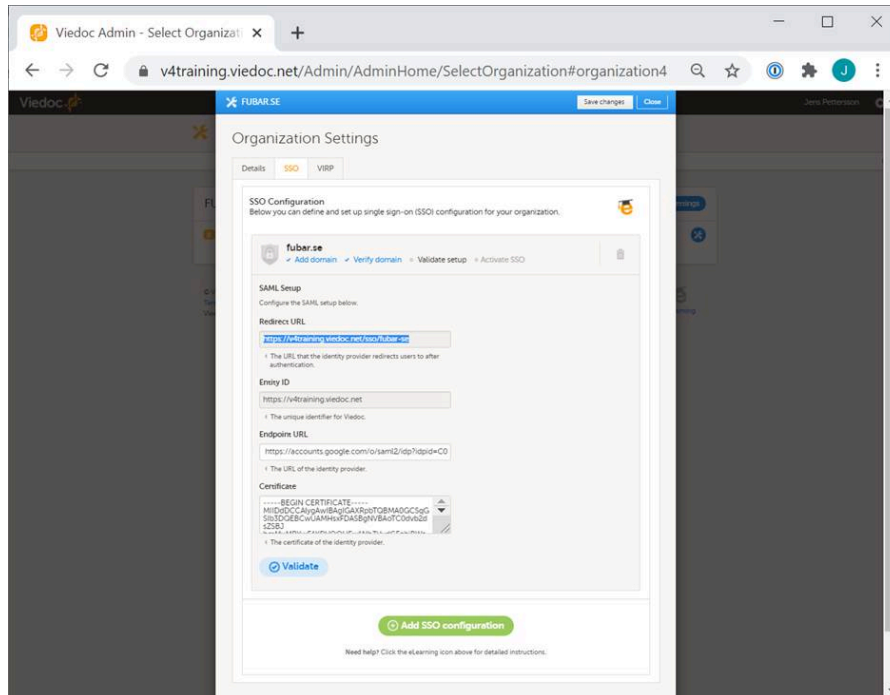 Viedoc Admin - Select Organizati
v4training.viedoc.net/Admin/AdminHome/SelectOrganization#organization4
J
Viedoc
Jens Pettersson
FUBAR.SE
Save changes
Close
Organization Settings
Details
SSO
VIRP
SSO Configuration
Below you can define and set up single sign-on (SSO) configuration for your organization.
fubar.se
Add domain
Verify domain
Validate setup
Activate SSO
SAML Setup
Configure the SAML setup below.
Redirect URL
https://v4training.viedoc.net/sso/fubar-se
The URL that the identity provider redirects users to after
authentication.
Entity ID
https://v4training.viedoc.net
The unique identifier for Viedoc.
Endpoint URL
https://accounts.google.com/o/saml2/idp?idpid=C0
The URL of the identity provider.
Certificate
-----BEGIN CERTIFICATE-----
The certificate of the identity provider.
Validate
Add SSO configuration
Need help? Click the eLearning icon above for detailed instructions.